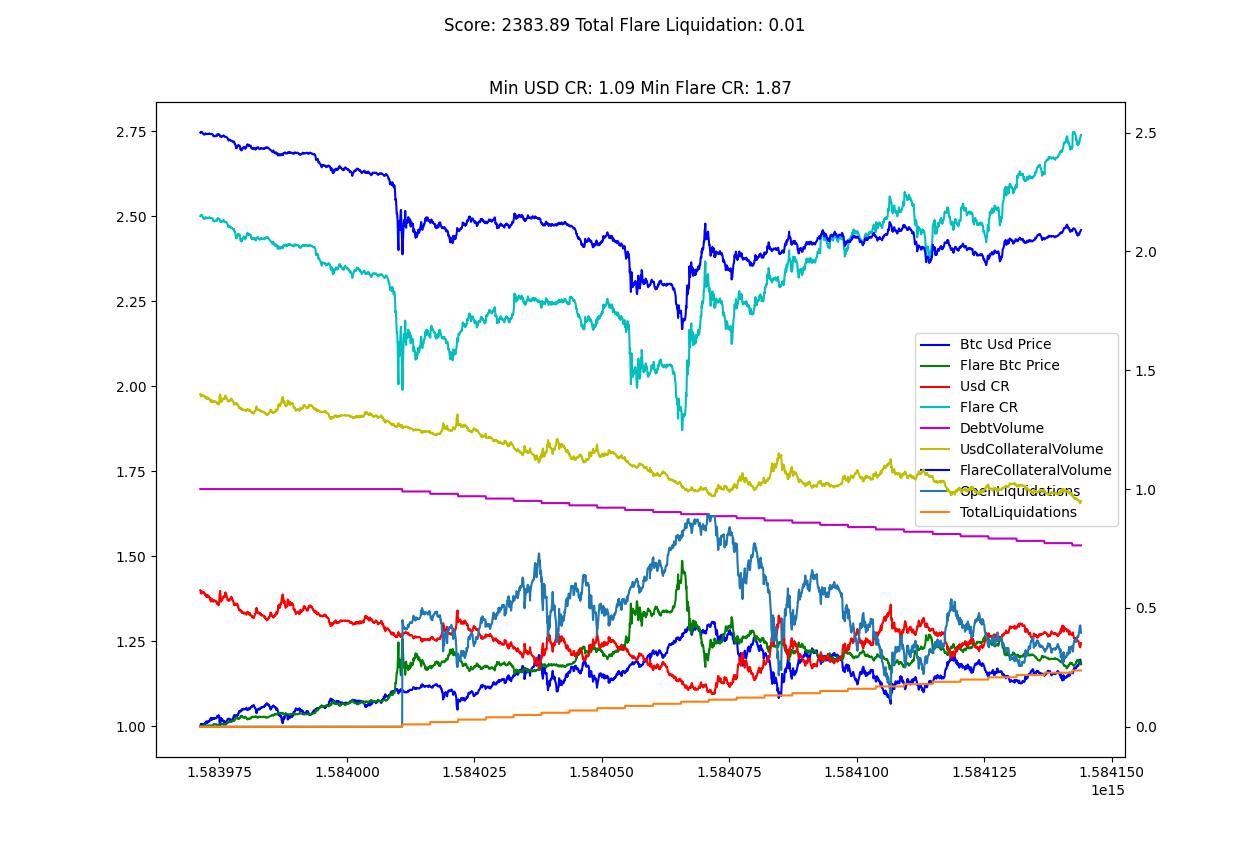 Score: 2383.89 Total Flare Liquidation: 0.01
Min USD CR: 1.09 Min Flare CR: 1.87
2.75
2.50
2.25
2.00
1.75
1.50
1.25
1.00
2.5
2.0
1.5
1.0
0.5
0.0
Btc Usd Price
Flare Btc Price
Usd CR
Flare CR
DebtVolume
UsdCollateralVolume
FlareCollateralVolume
OpenLiquidations
TotalLiquidations
1.583975 1.584000 1.584025 1.584050 1.584075 1.584100 1.584125 1.584150
1e15